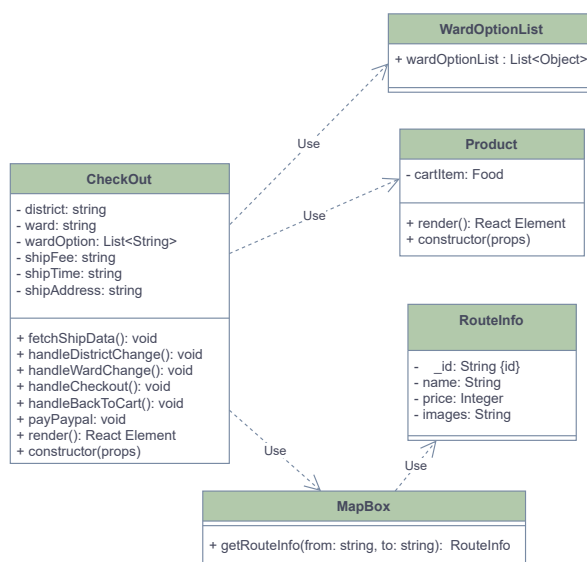 WardOptionList
+ wardOptionList : List<Object>
Use
Product
- cartItem: Food
+ render(): React Element
+ constructor(props)
CheckOut
- district: string
- ward: string
- wardOption: List<String>
- shipFee: string
- shipTime: string
- shipAddress: string
+ fetchShipData(): void
+ handleDistrictChange(): void
+ handleWardChange(): void
+ handleCheckout(): void
+ handleBackToCart(): void
+ payPaypal: void
+ render(): React Element
+ constructor(props)
Use
RouteInfo
- _id: String {id}
- name: String
- price: Integer
- images: String
Use
Use
MapBox
+ getRouteInfo(from: string, to: string): RouteInfo